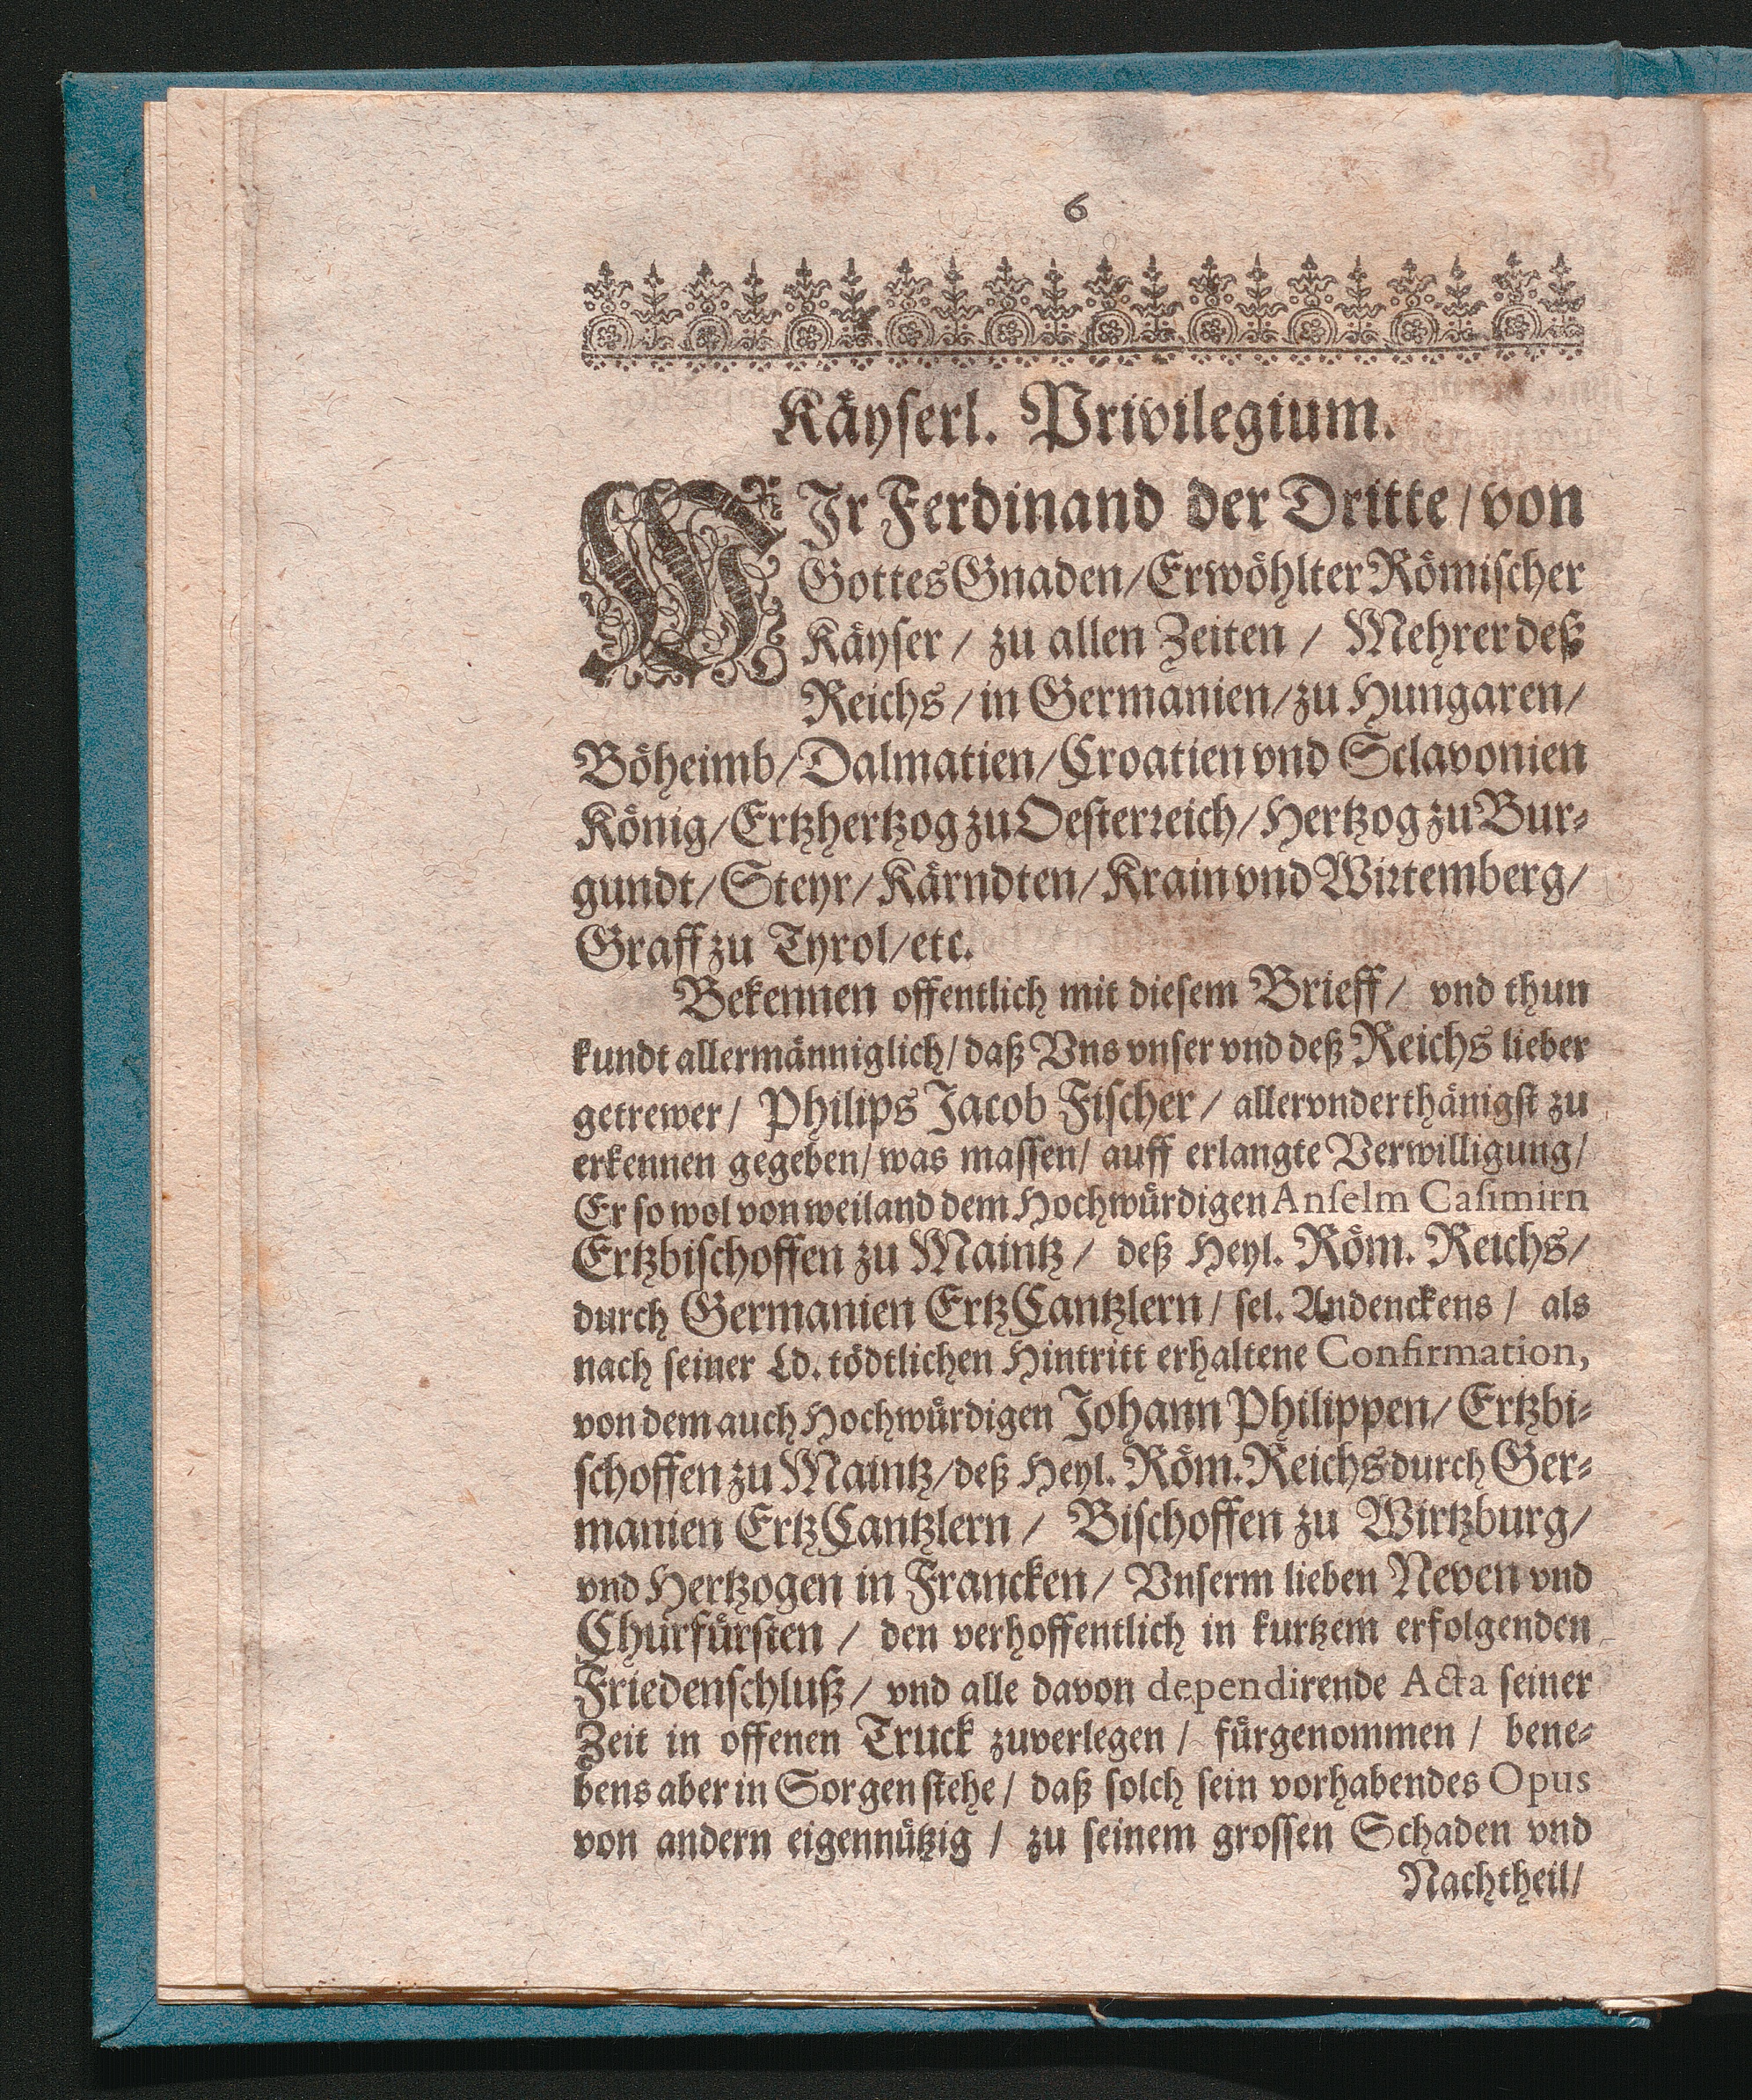 6
Käyserl. Privilegium.
WJr Ferdinand der Dritte / von
Gottes Gnaden / Erwöhlter Römischer
Käyser / zu allen Zeiten / Mehrer deß
Reichs / in Germanien / zu Hungaren /
Böheimb / Dalmatien / Croatien vnd Sclavonien
König / Ertzhertzog zu Oesterreich / Hertzog zu Bur-
gundt / Steyr / Kärndten / Krain vnd Wirtemberg /
Graff zu Tyrol / etc.
Bekennen offentlich mit diesem Brieff / vnd thun
kundt allermänniglich / daß Vns vnser vnd deß Reichs lieber
getrewer / Philips Jacob Fischer / allervnderthänigst zu
erkennen gegeben / was massen / auff erlangte Verwilligung /
Er so wol von weiland dem Hochwürdigen Anselm Casimirn
Ertzbischoffen zu Maintz / deß Heyl. Röm. Reichs /
durch Germanien ErtzCantzlern / sel. Andenckens / als
nach seiner Ld. tödtlichen Hintritt erhaltene Confirmation,
von dem auch Hochwürdigen Johann Philippen / Ertzbi-
schoffen zu Maintz / deß Heyl. Röm. Reichs durch Ger-
manien ErtzCantzlern / Bischoffen zu Wirtzburg /
vnd Hertzogen in Francken / Vnserm lieben Neven vnd
Churfürsten / den verhoffentlich in kurtzem erfolgenden
Friedenschluß / vnd alle davon dependirende Acta seiner
Zeit in offenen Truck zuverlegen / fürgenommen / bene-
bens aber in Sorgen stehe / daß solch sein vorhabendes Opus
von andern eigennützig / zu seinem grossen Schaden vnd
Nachtheil /